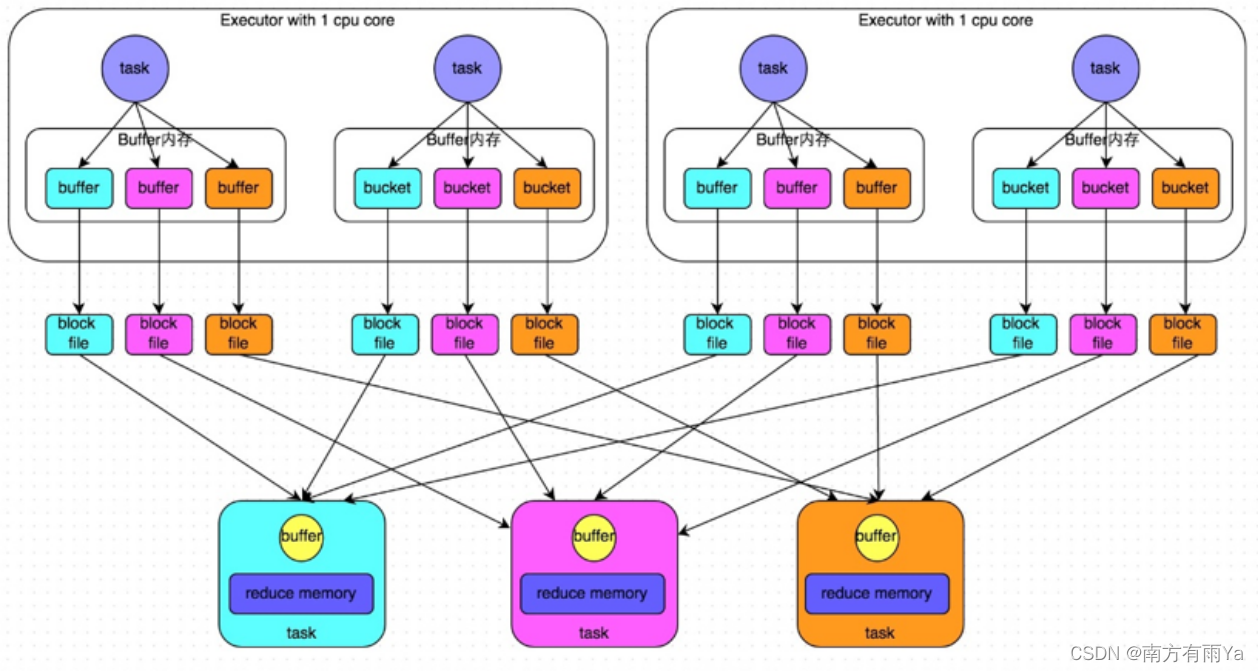 Executor with 1 cpu core
Executor with 1 cpu core
task
task
task
task
Buffer内存
Buffer内存
Buffer内存
Buffer内存
buffer
buffer
buffer
bucket
bucket
bucket
buffer
buffer
buffer
bucket
bucket
bucket
block
file
block
file
block
file
block
file
block
file
block
file
block
file
block
file
block
file
block
file
block
file
block
file
buffer
reduce memory
task
buffer
reduce memory
task
buffer
reduce memory
task
CSDN @南方有雨Ya